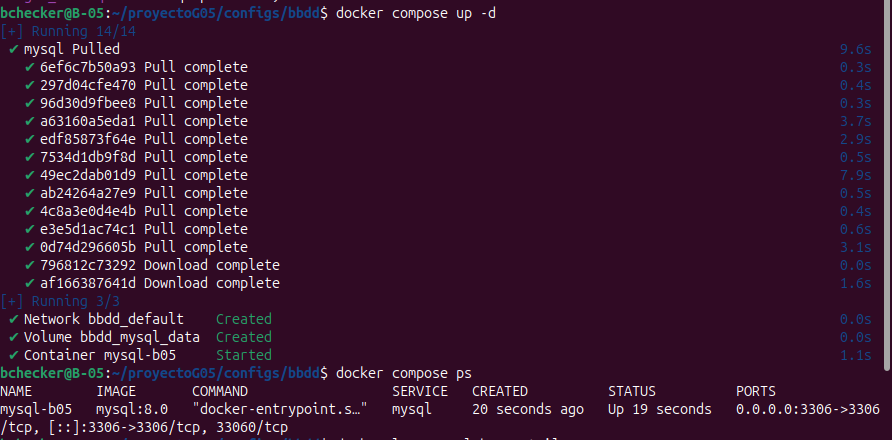 bchecker@B-05:~/proyectoG05/configs/bbdd$ docker compose up -d
[+] Running 14/14
✔ mysql Pulled 9.6s
✔ 6ef6c7b50a93 Pull complete 0.3s
✔ 297d04cfe470 Pull complete 0.4s
✔ 96d30d9fbee8 Pull complete 0.3s
✔ a63160a5eda1 Pull complete 3.7s
✔ edf85873f64e Pull complete 2.9s
✔ 7534d1db9f8d Pull complete 0.5s
✔ 49ec2dab01d9 Pull complete 7.9s
✔ ab24264a27e9 Pull complete 0.5s
✔ 4c8a3e0d4e4b Pull complete 0.4s
✔ e3e5d1ac74c1 Pull complete 0.6s
✔ 0d74d296605b Pull complete 3.1s
✔ 796812c73292 Download complete 0.0s
✔ af166387641d Download complete 1.6s
[+] Running 3/3
✔ Network bbdd_default Created 0.0s
✔ Volume bbdd_mysql_data Created 0.0s
✔ Container mysql-b05 Started 1.1s
bchecker@B-05:~/proyectoG05/configs/bbdd$ docker compose ps
NAME IMAGE COMMAND SERVICE CREATED STATUS PORTS
mysql-b05 mysql:8.0 "docker-entrypoint.s…" mysql 20 seconds ago Up 19 seconds 0.0.0.0:3306->3306
/tcp, [::]:3306->3306/tcp, 33060/tcp